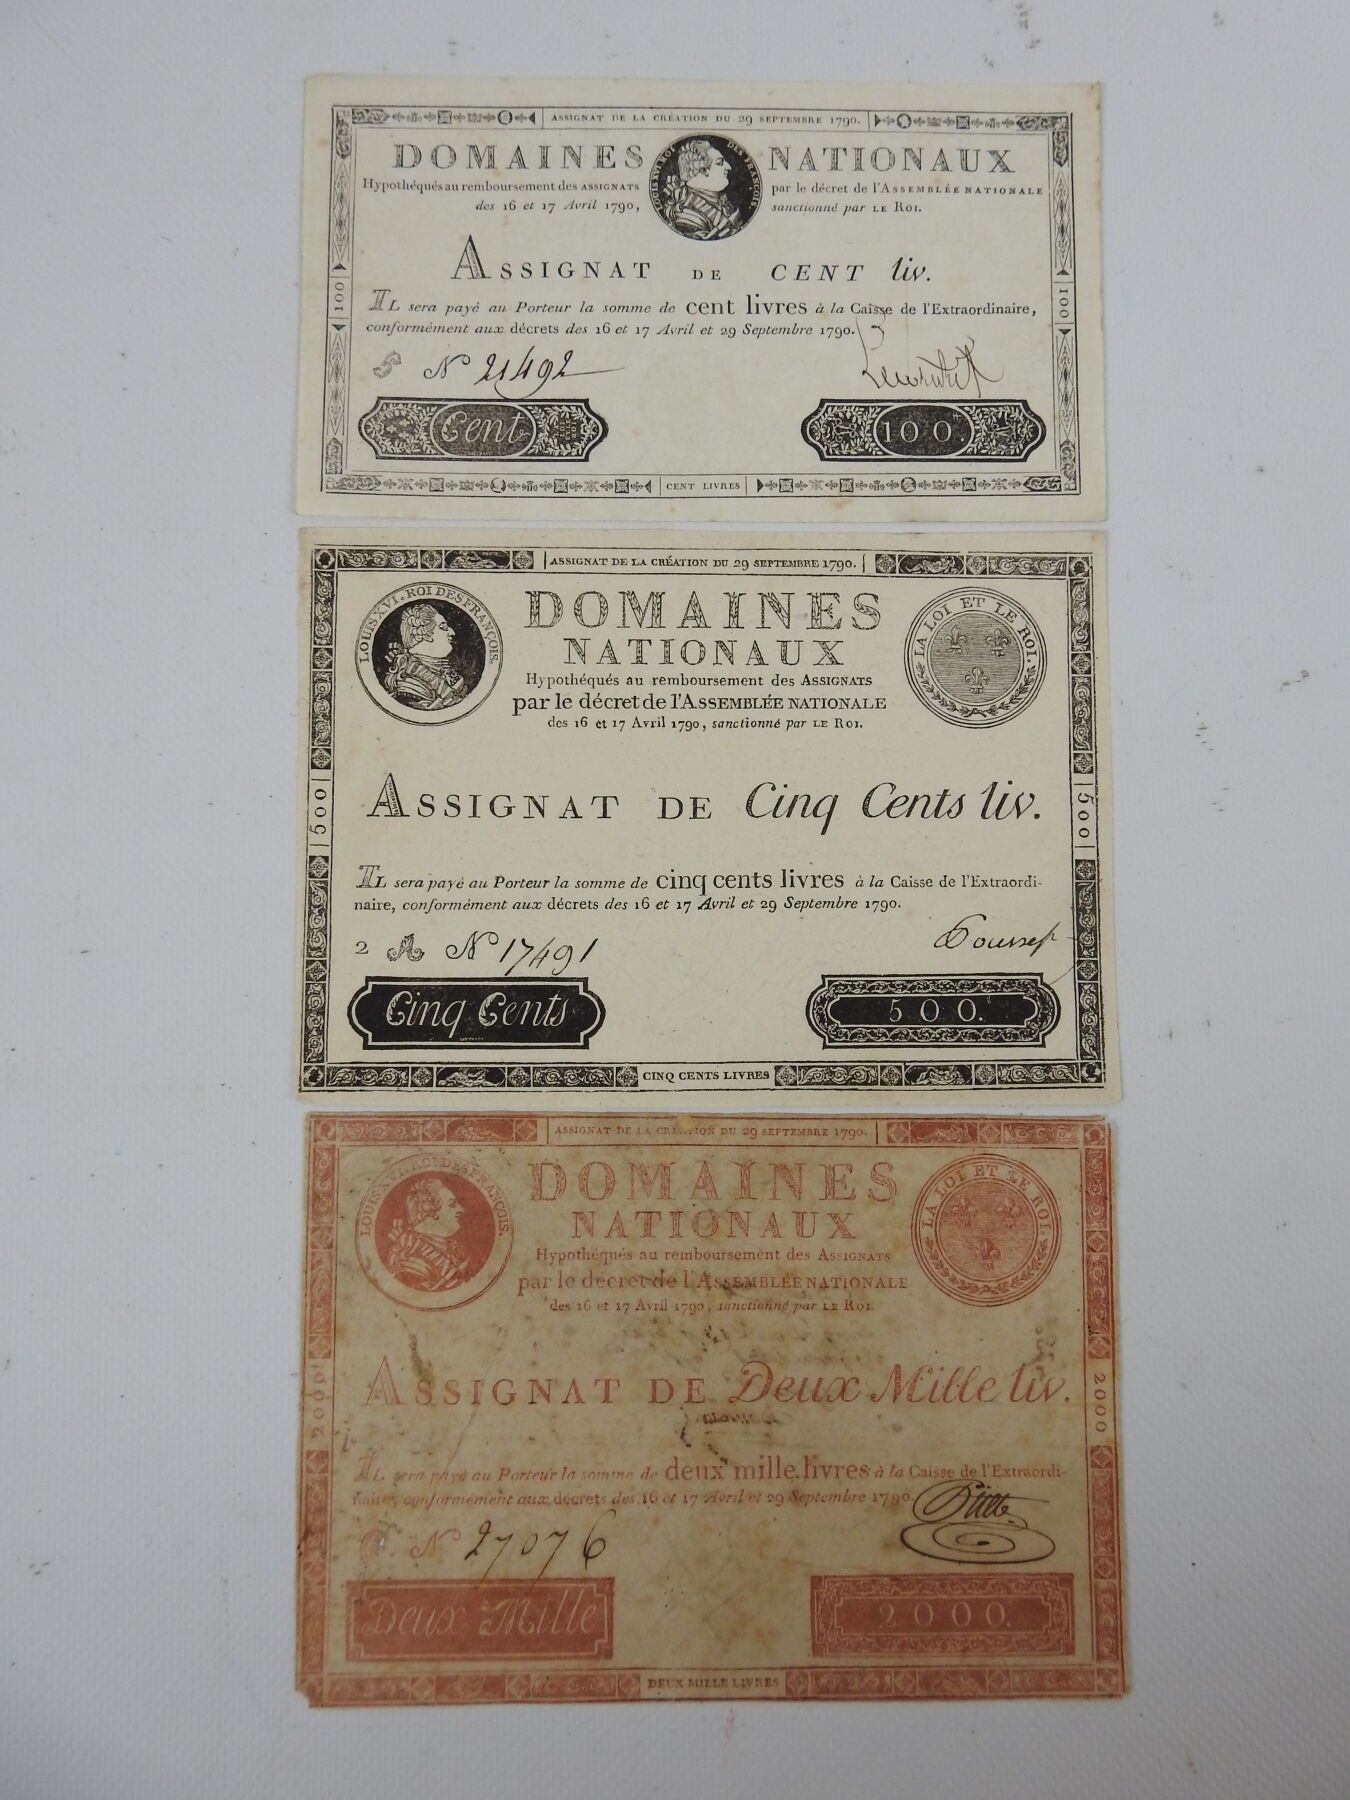 ASSIGNAT DE LA CRÉATION DU 29 SEPTEMBRE 1790.
DOMAINES NATIONAUX
LOUIS XVI ROI DES FRANÇOIS.
Hypothéqués au remboursement des ASSIGNATS par le décret de l'ASSEMBLÉE NATIONALE
des 16 et 17 Avril 1790, sanctionné par LE ROI.
ASSIGNAT DE CENT liv.
IL sera payé au Porteur la somme de cent livres à la Caisse de l'Extraordinaire,
conformément aux décrets des 16 et 17 Avril et 29 Septembre 1790.
100
100
S N 21492
Cent
100.
CENT LIVRES
ASSIGNAT DE LA CRÉATION DU 29 SEPTEMBRE 1790.
LOUIS XVI. ROI DES FRANÇOIS.
DOMAINES
NATIONAUX
LA LOI ET LE ROI.
Hypothéqués au remboursement des ASSIGNATS
par le décret de l'ASSEMBLÉE NATIONALE
des 16 et 17 Avril 1790, sanctionné par LE ROI.
500
500
ASSIGNAT DE Cinq Cents liv.
IL sera payé au Porteur la somme de cinq cents livres à la Caisse de l'Extraordi-
naire, conformément aux décrets des 16 et 17 Avril et 29 Septembre 1790.
2 A N 17491
Cinq Cents
500.
CINQ CENTS LIVRES
ASSIGNAT DE LA CRÉATION DU 29 SEPTEMBRE 1790.
LOUIS XVI. ROI DES FRANÇOIS.
DOMAINES
NATIONAUX
LA LOI ET LE ROI.
Hypothéqués au remboursement des ASSIGNATS
par le décret de l'ASSEMBLÉE NATIONALE
des 16 et 17 Avril 1790, sanctionné par LE ROI.
2000
2000
ASSIGNAT DE Deux Mille liv.
IL sera payé au Porteur la somme de deux mille livres à la Caisse de l'Extraordi-
naire, conformément aux décrets des 16 et 17 Avril et 29 Septembre 1790.
N 27076
Deux Mille
2000.
DEUX MILLE LIVRES